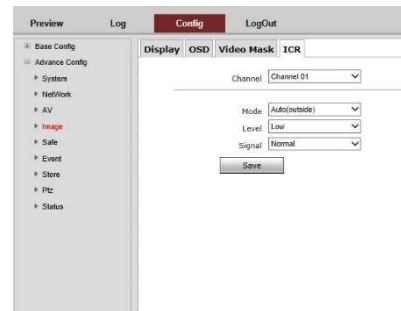 Preview Log Config LogOut
Base Config
Advance Config
System
NetWork
AV
Image
Safe
Event
Store
Ptz
Status
Display OSD Video Mask ICR
Channel Channel 01
Mode Auto(outside)
Level Low
Signal Normal
Save